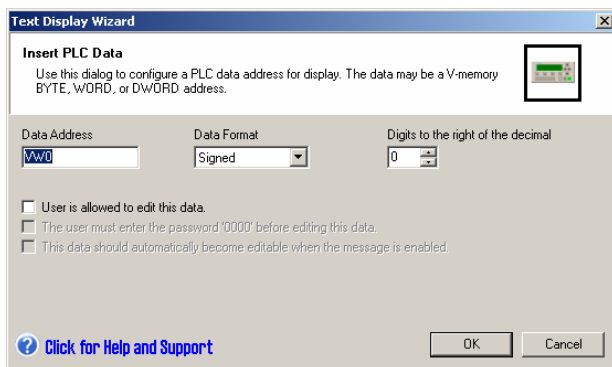 Text Display Wizard
Insert PLC Data
Use this dialog to configure a PLC data address for display. The data may be a V-memory
BYTE, WORD, or DWORD address.
Data Address Data Format Digits to the right of the decimal
VW0 Signed 0
User is allowed to edit this data.
The user must enter the password '0000' before editing this data.
This data should automatically become editable when the message is enabled.
? Click for Help and Support OK Cancel